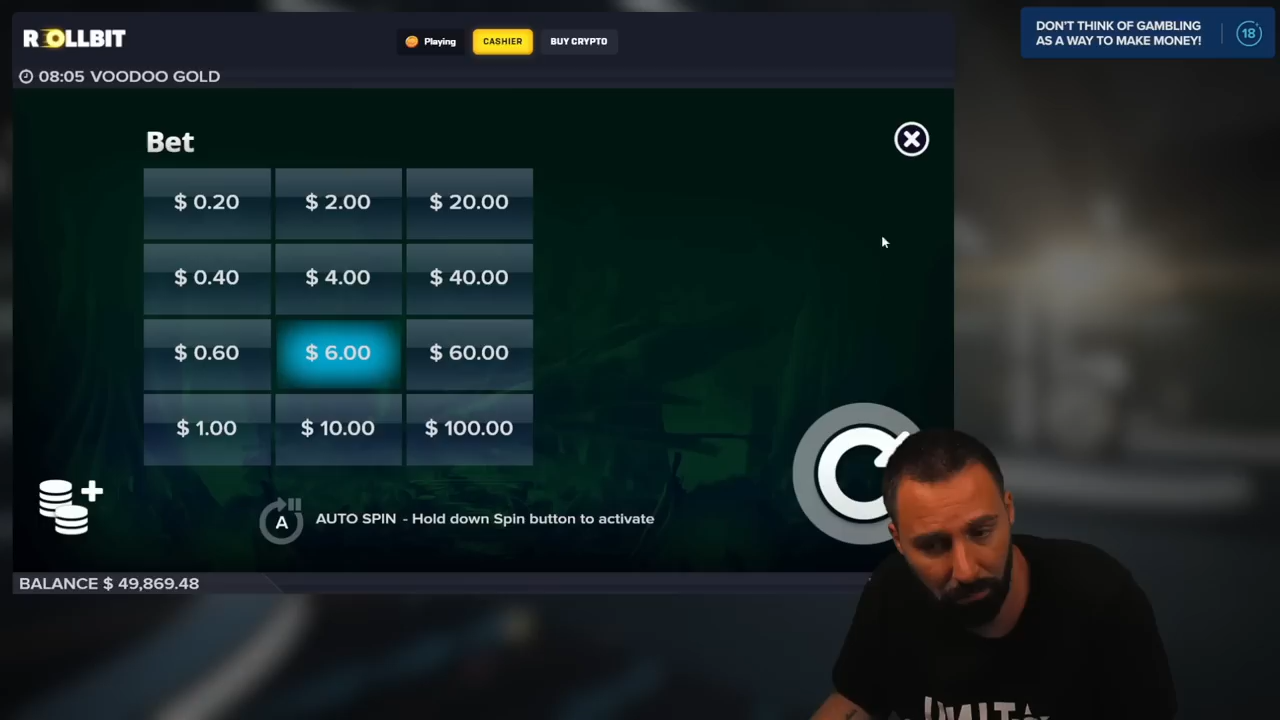 ROLLBIT
Playing
CASHIER
BUY CRYPTO
DON'T THINK OF GAMBLING
AS A WAY TO MAKE MONEY!
18+
08:05 VOODOO GOLD
Bet
$ 0.20 $ 2.00 $ 20.00
$ 0.40 $ 4.00 $ 40.00
$ 0.60 $ 6.00 $ 60.00
$ 1.00 $ 10.00 $ 100.00
A
AUTO SPIN - Hold down Spin button to activate
BALANCE $ 49,869.48